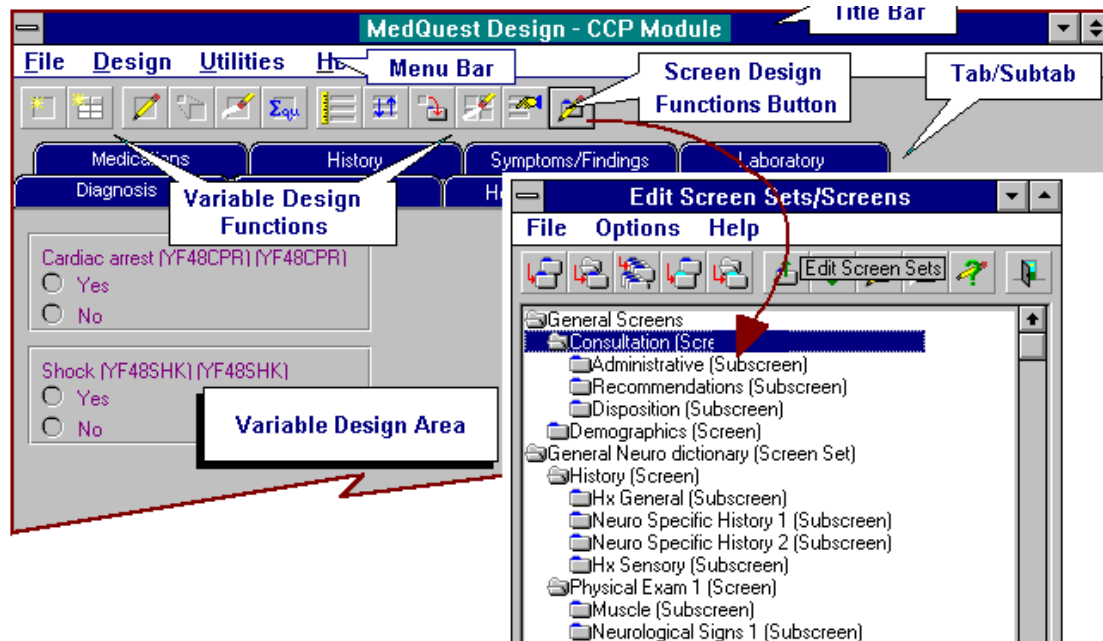 Title Bar
MedQuest Design - CCP Module
File Design Utilities
Menu Bar
Screen Design
Functions Button
Tab/Subtab
Σqu
Medications History Symptoms/Findings Laboratory
Diagnosis
Variable Design
Functions
Edit Screen Sets/Screens
File Options Help
Edit Screen Sets
Cardiac arrest (YF48CPR) (YF48CPR)
Yes
No
Shock (YF48SHK) (YF48SHK)
Yes
No
Variable Design Area
General Screens
Consultation (Scre
Administrative (Subscreen)
Recommendations (Subscreen)
Disposition (Subscreen)
Demographics (Screen)
General Neuro dictionary (Screen Set)
History (Screen)
Hx General (Subscreen)
Neuro Specific History 1 (Subscreen)
Neuro Specific History 2 (Subscreen)
Hx Sensory (Subscreen)
Physical Exam 1 (Screen)
Muscle (Subscreen)
Neurological Signs 1 (Subscreen)